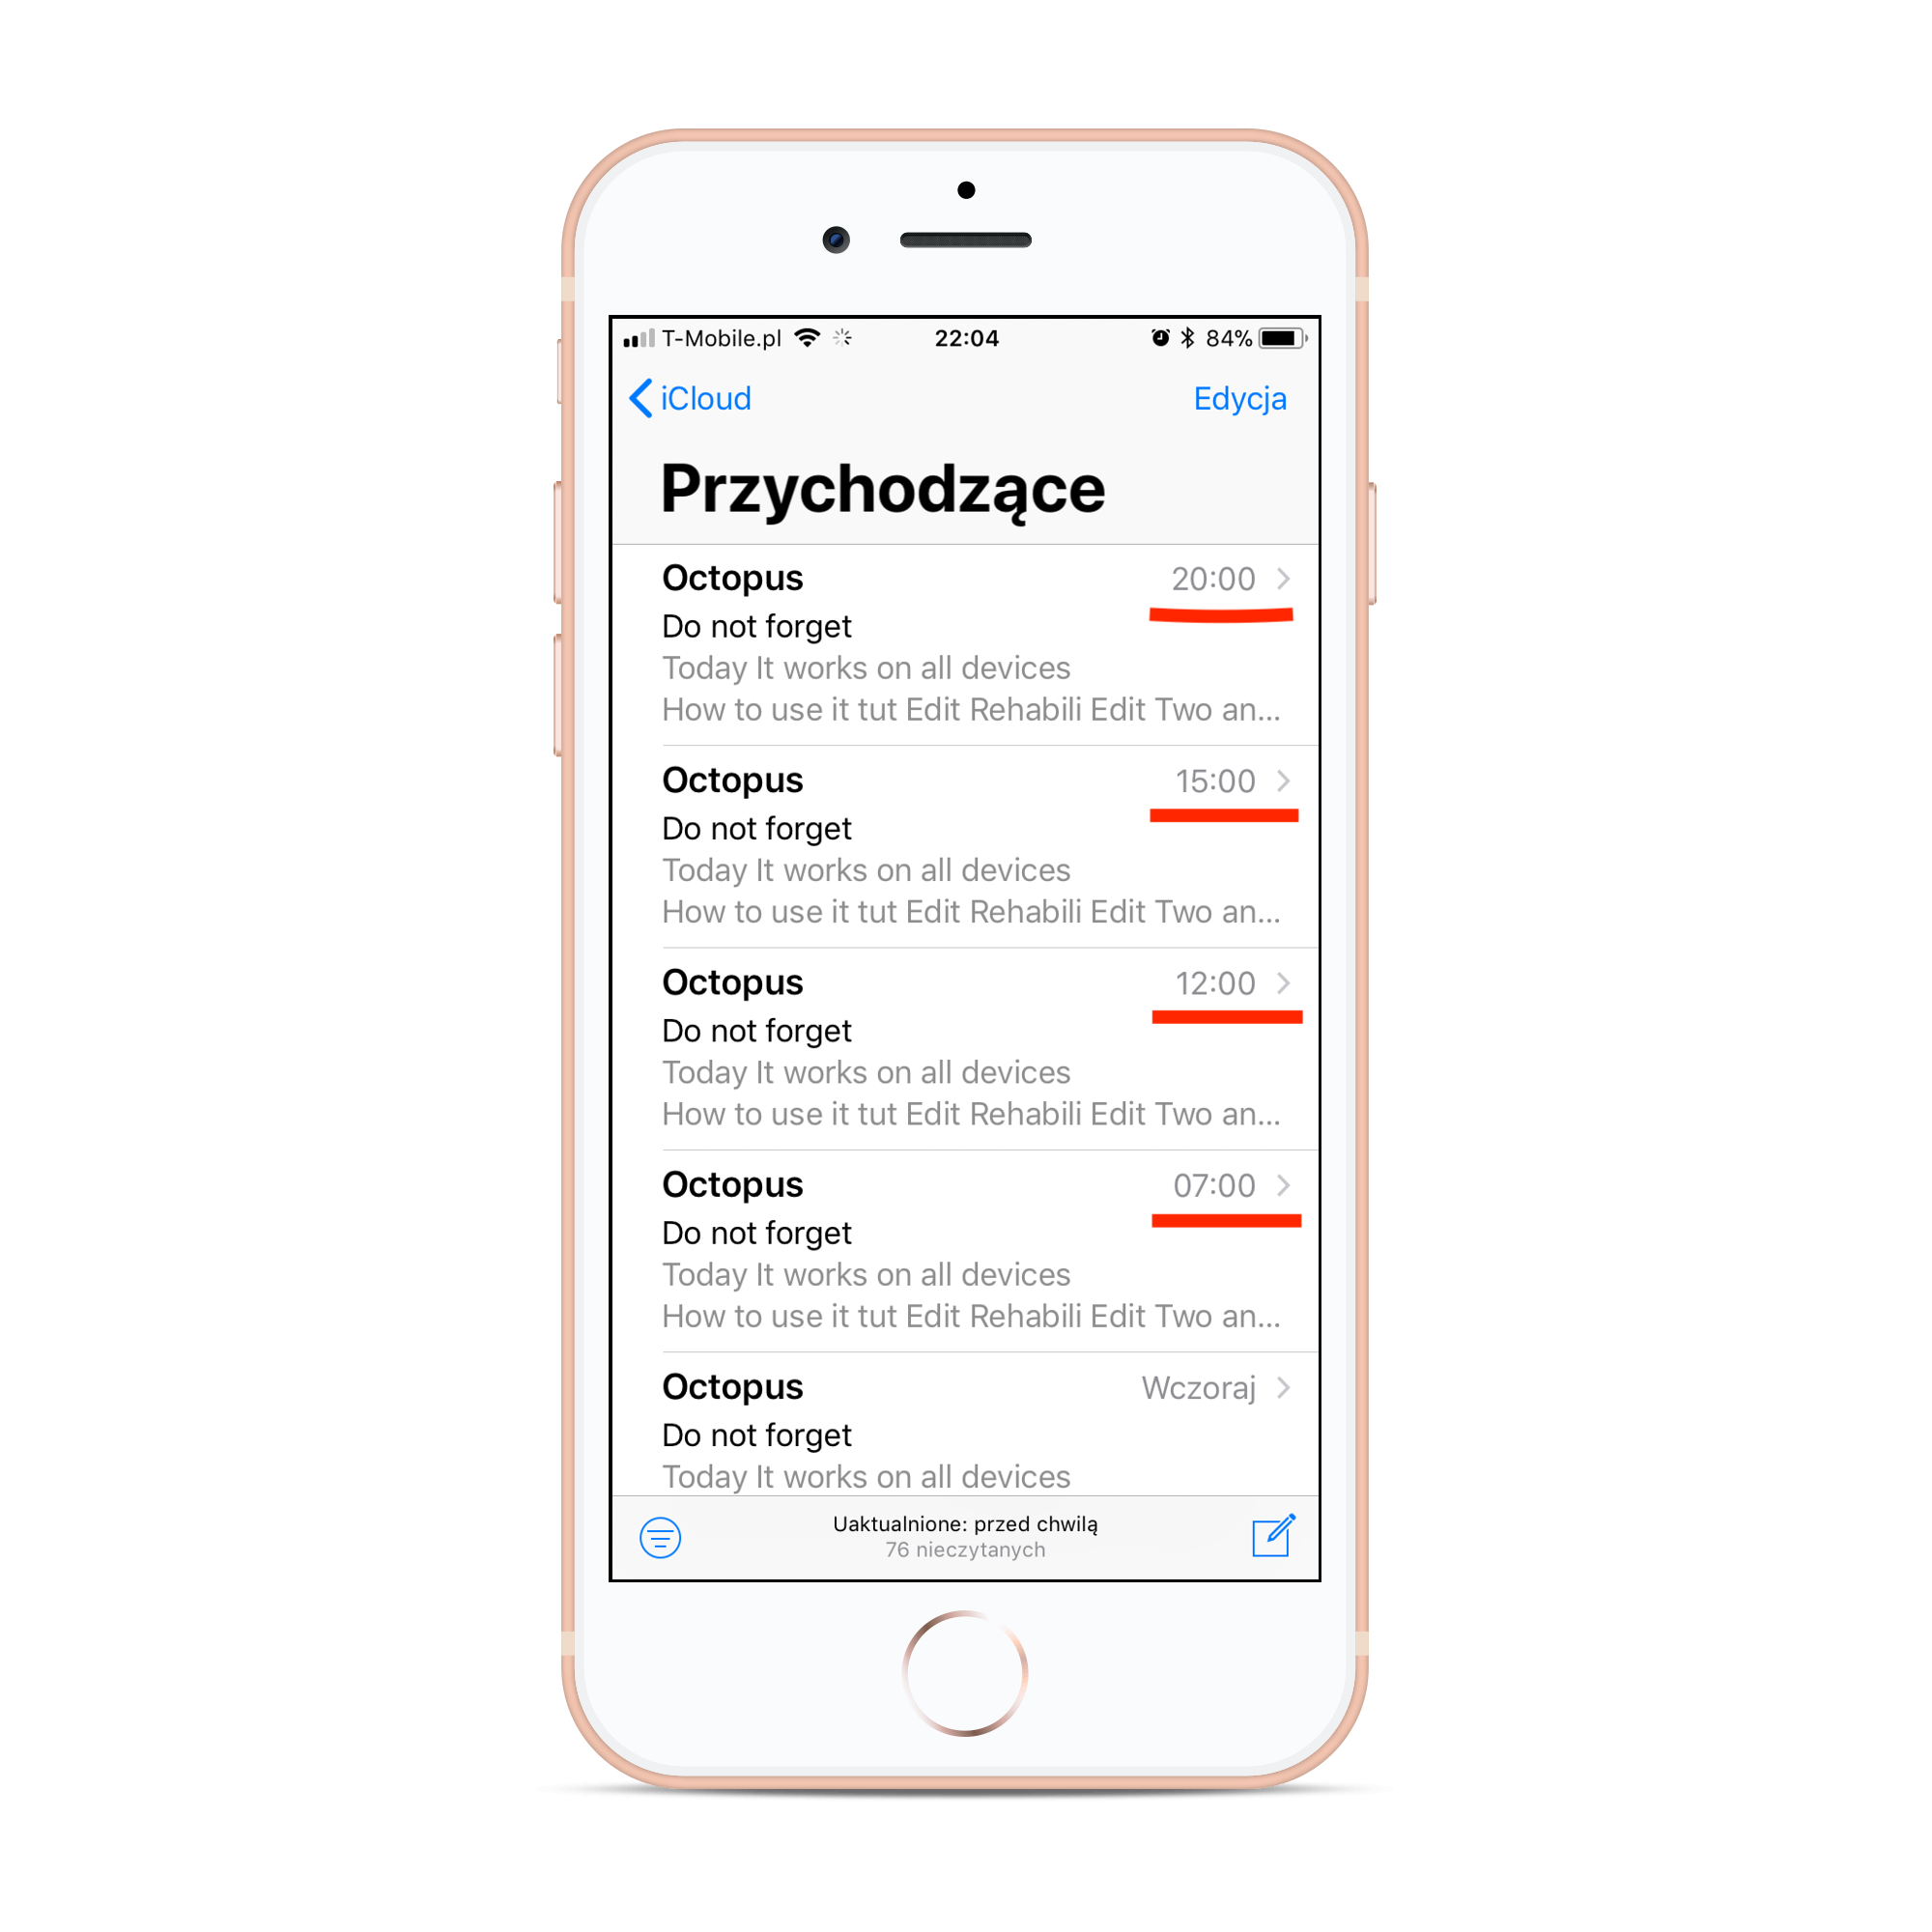 T-Mobile.pl 22:04 84%
iCloud Edycja
Przychodzące
Octopus 20:00
Do not forget
Today It works on all devices
How to use it tut Edit Rehabili Edit Two an...
Octopus 15:00
Do not forget
Today It works on all devices
How to use it tut Edit Rehabili Edit Two an...
Octopus 12:00
Do not forget
Today It works on all devices
How to use it tut Edit Rehabili Edit Two an...
Octopus 07:00
Do not forget
Today It works on all devices
How to use it tut Edit Rehabili Edit Two an...
Octopus Wczoraj
Do not forget
Today It works on all devices
Uaktualnione: przed chwilą
76 nieczytanych